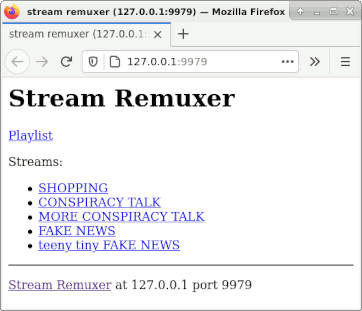 stream remuxer (127.0.0.1:9979) — Mozilla Firefox
stream remuxer (127.0.0.1:
127.0.0.1:9979
Stream Remuxer
Playlist
Streams:
SHOPPING
CONSPIRACY TALK
MORE CONSPIRACY TALK
FAKE NEWS
teeny tiny FAKE NEWS
Stream Remuxer at 127.0.0.1 port 9979